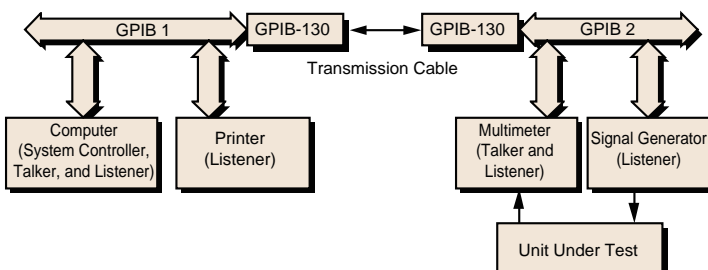 GPIB 1
GPIB-130
GPIB-130
GPIB 2
Transmission Cable
Computer
(System Controller,
Talker, and Listener)
Printer
(Listener)
Multimeter
(Talker and
Listener)
Signal Generator
(Listener)
Unit Under Test